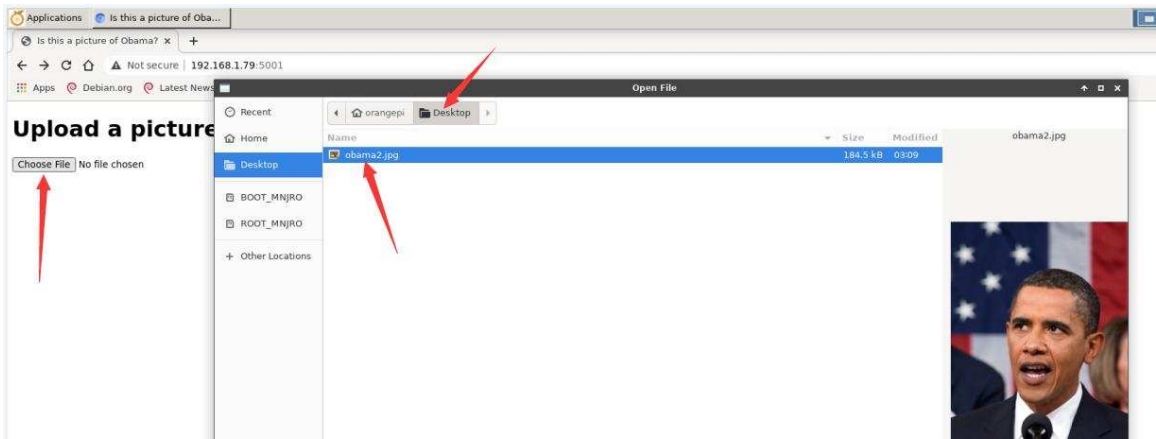 Applications Is this a picture of Oba...
Is this a picture of Obama? x +
Not secure | 192.168.1.79:5001
Apps Debian.org Latest News
Open File
Upload a picture
Choose File No file chosen
Recent
Home
Desktop
BOOT_MNJRO
ROOT_MNJRO
+ Other Locations
orangepi Desktop
Name Size Modified
obama2.jpg 184.5 kB 03:09
obama2.jpg